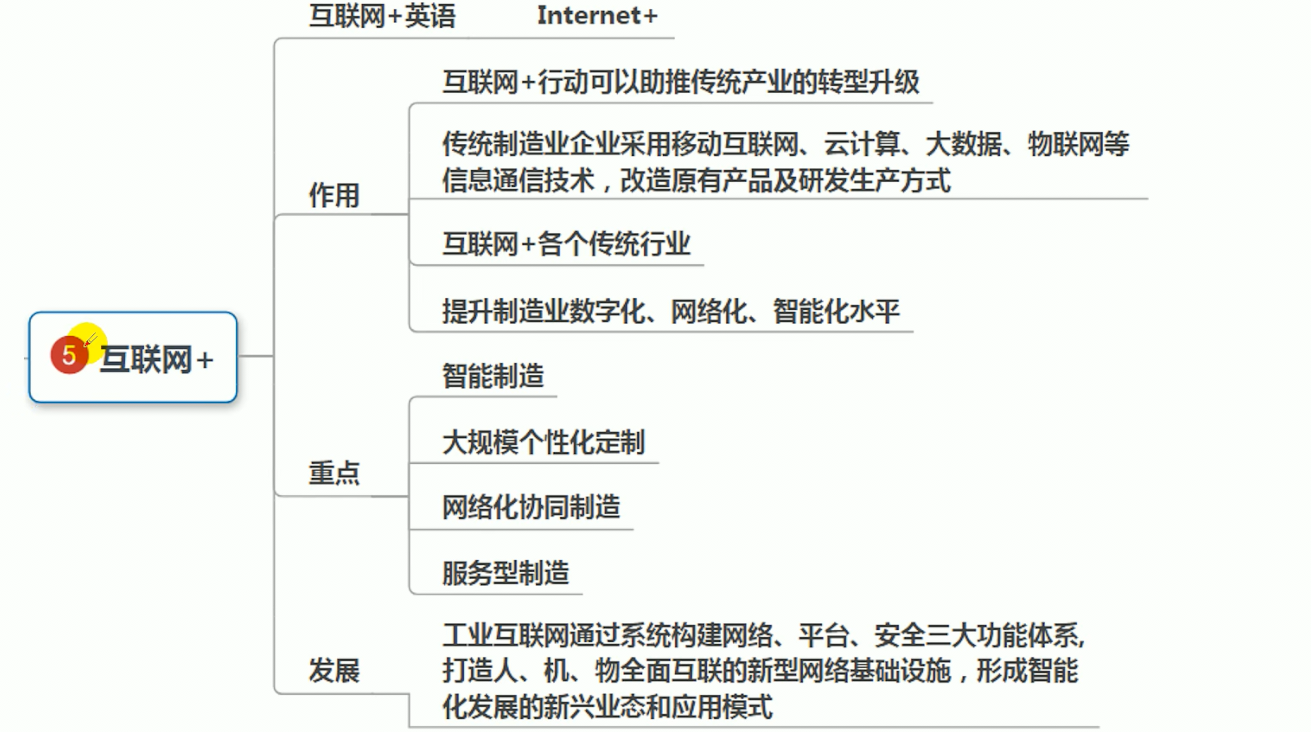 互联网+英语 Internet+
互联网+行动可以助推传统产业的转型升级
传统制造业企业采用移动互联网、云计算、大数据、物联网等
信息通信技术，改造原有产品及研发生产方式
作用
互联网+各个传统行业
提升制造业数字化、网络化、智能化水平
5 互联网+
智能制造
大规模个性化定制
重点
网络化协同制造
服务型制造
工业互联网通过系统构建网络、平台、安全三大功能体系,
打造人、机、物全面互联的新型网络基础设施，形成智能
化发展的新兴业态和应用模式
发展